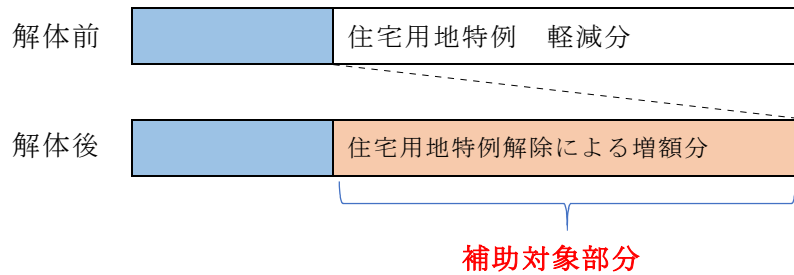 解体前
住宅用地特例　軽減分
解体後
住宅用地特例解除による増額分
補助対象部分